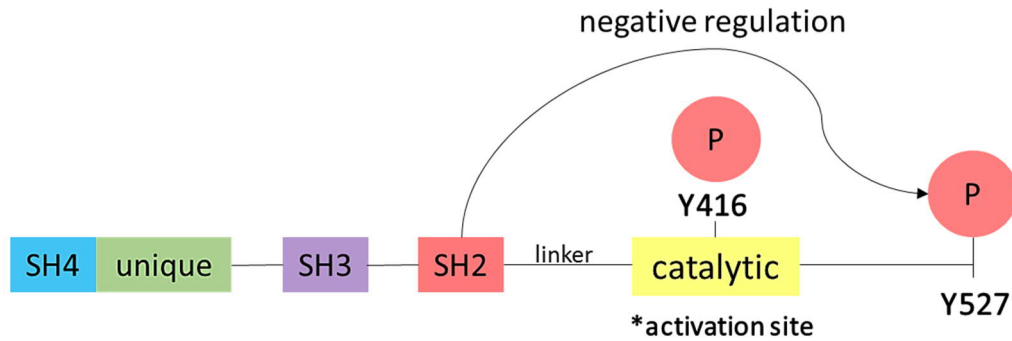 negative regulation
P
P
Y416
SH4 unique SH3 SH2 linker catalytic
Y527
*activation site